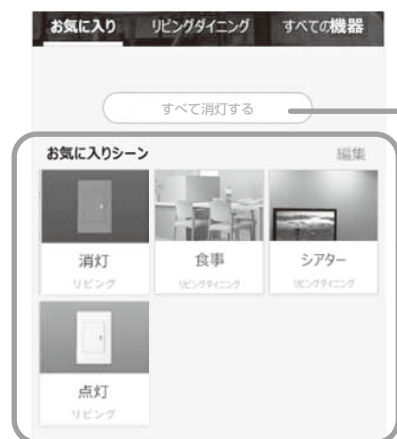 お気に入り リビングダイニング すべての機器
すべて消灯する
お気に入りシーン 編集
消灯 食事 シアター
リビング リビングダイニング リビングダイニング
点灯
リビング